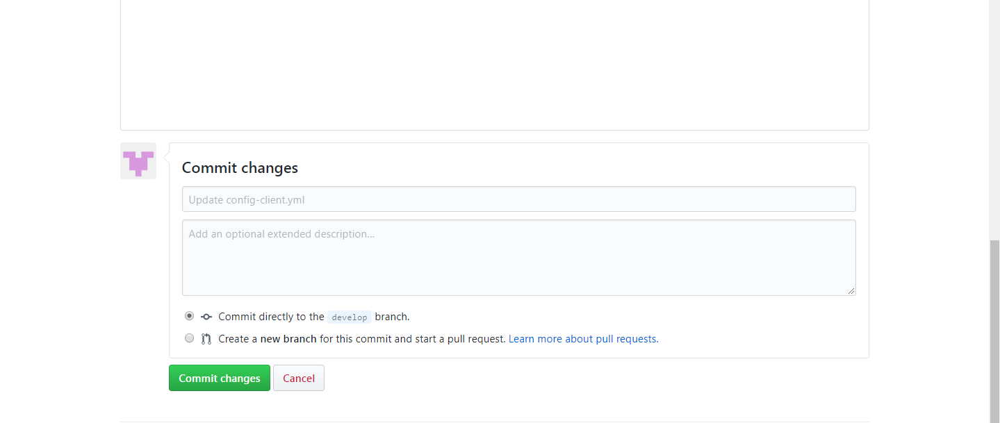 Commit changes
Update config-client.yml
Add an optional extended description...
Commit directly to the develop branch.
Create a new branch for this commit and start a pull request. Learn more about pull requests.
Commit changes Cancel